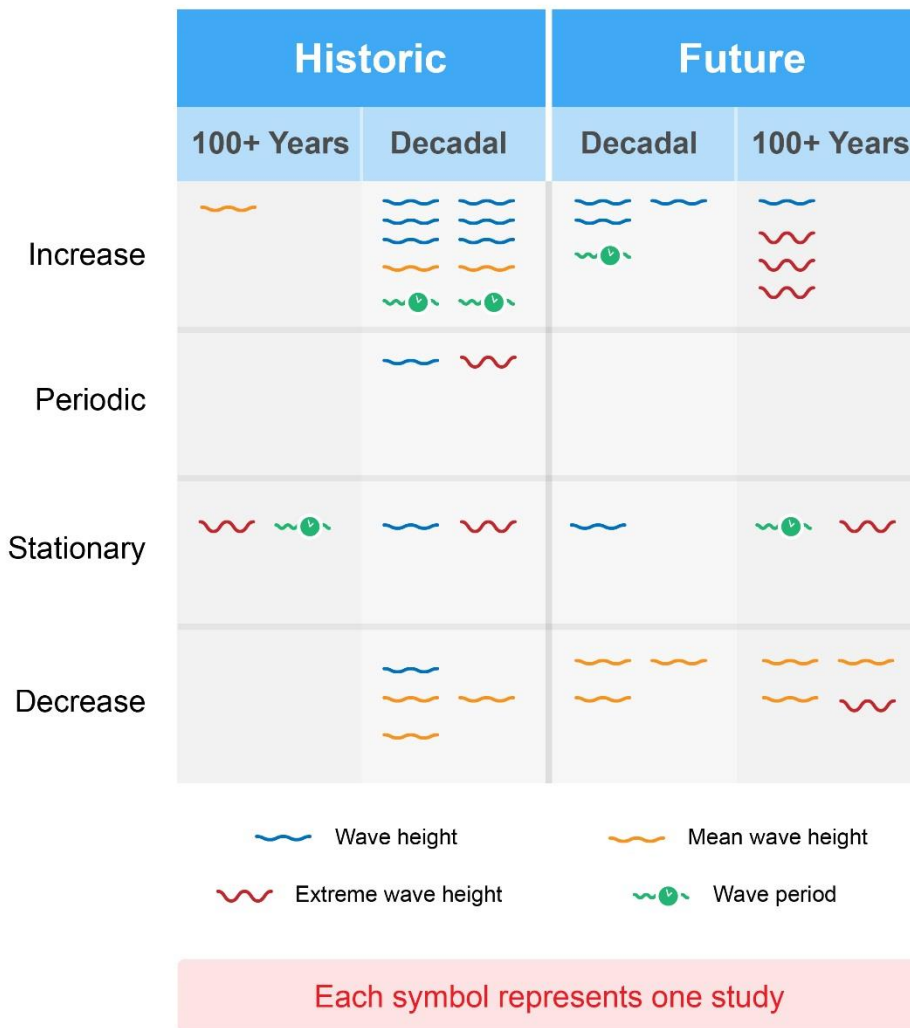 Historic Future
100+ Years Decadal Decadal 100+ Years
Increase
Periodic
Stationary
Decrease
Wave height Mean wave height
Extreme wave height Wave period
Each symbol represents one study